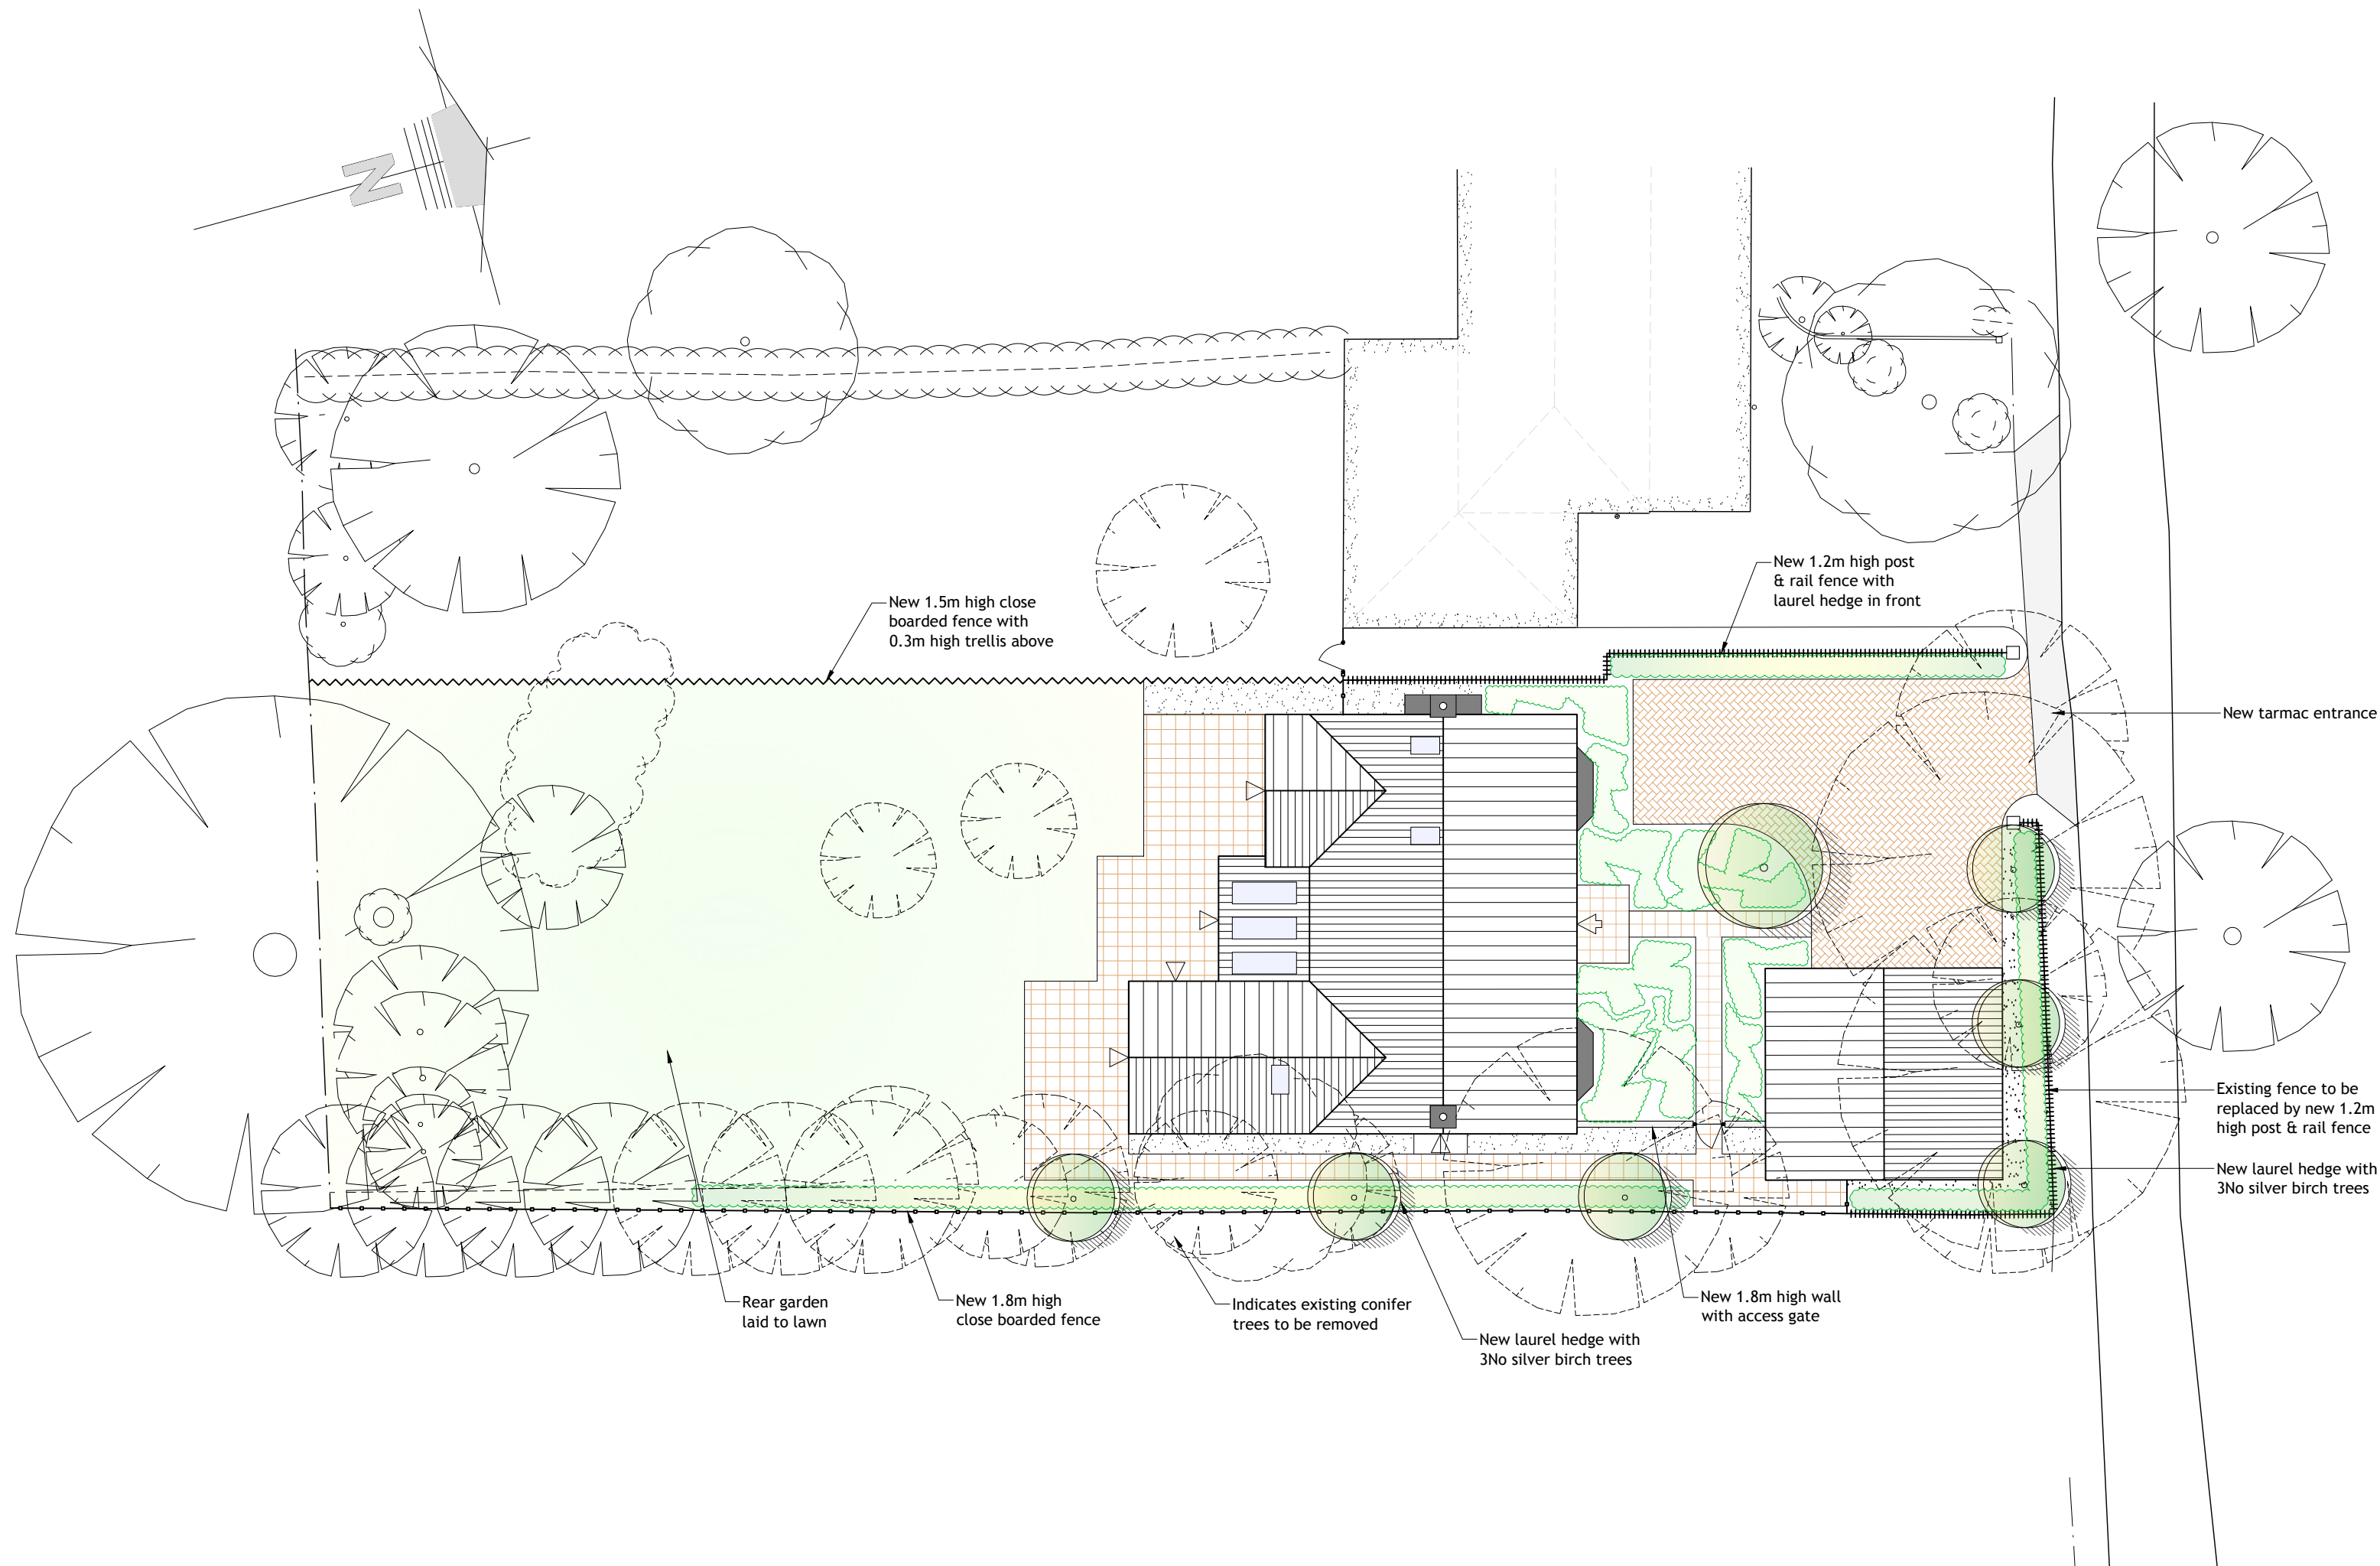 N
New 1.2m high post
& rail fence with
laurel hedge in front
New 1.5m high close
boarded fence with
0.3m high trellis above
New tarmac entrance
Existing fence to be
replaced by new 1.2m
high post & rail fence
New laurel hedge with
3No silver birch trees
Rear garden
laid to lawn
New 1.8m high
close boarded fence
Indicates existing conifer
trees to be removed
New 1.8m high wall
with access gate
New laurel hedge with
3No silver birch trees